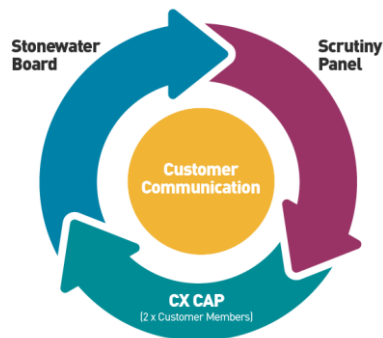 Stonewater
Board
Scrutiny
Panel
Customer
Communication
CX CAP
(2 x Customer Members)